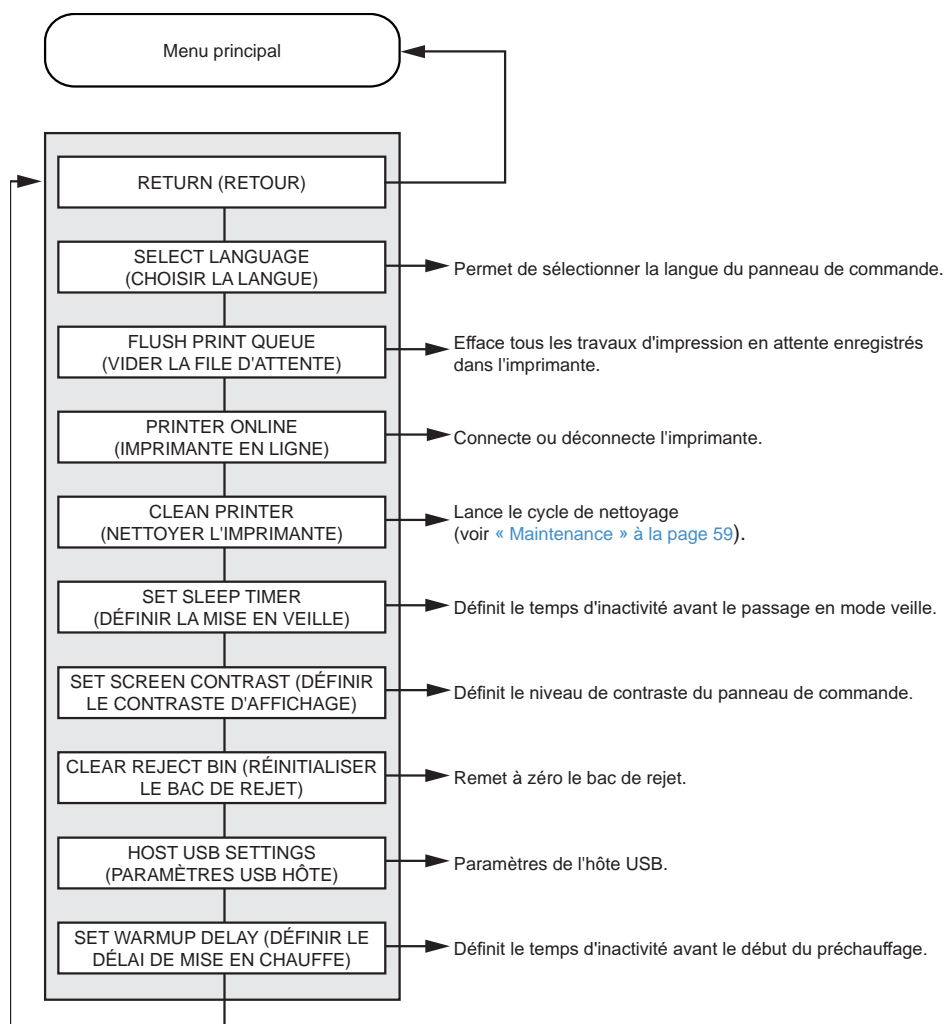 Menu principal
RETURN (RETOUR)
SELECT LANGUAGE
(CHOISIR LA LANGUE)
Permet de sélectionner la langue du panneau de commande.
FLUSH PRINT QUEUE
(VIDER LA FILE D'ATTENTE)
Efface tous les travaux d'impression en attente enregistrés
dans l'imprimante.
PRINTER ONLINE
(IMPRIMANTE EN LIGNE)
Connecte ou déconnecte l'imprimante.
CLEAN PRINTER
(NETTOYER L'IMPRIMANTE)
Lance le cycle de nettoyage
(voir « Maintenance » à la page 59).
SET SLEEP TIMER
(DÉFINIR LA MISE EN VEILLE)
Définit le temps d'inactivité avant le passage en mode veille.
SET SCREEN CONTRAST (DÉFINIR
LE CONTRASTE D'AFFICHAGE)
Définit le niveau de contraste du panneau de commande.
CLEAR REJECT BIN (RÉINITIALISER
LE BAC DE REJET)
Remet à zéro le bac de rejet.
HOST USB SETTINGS
(PARAMÈTRES USB HÔTE)
Paramètres de l'hôte USB.
SET WARMUP DELAY (DÉFINIR LE
DÉLAI DE MISE EN CHAUFFE)
Définit le temps d'inactivité avant le début du préchauffage.